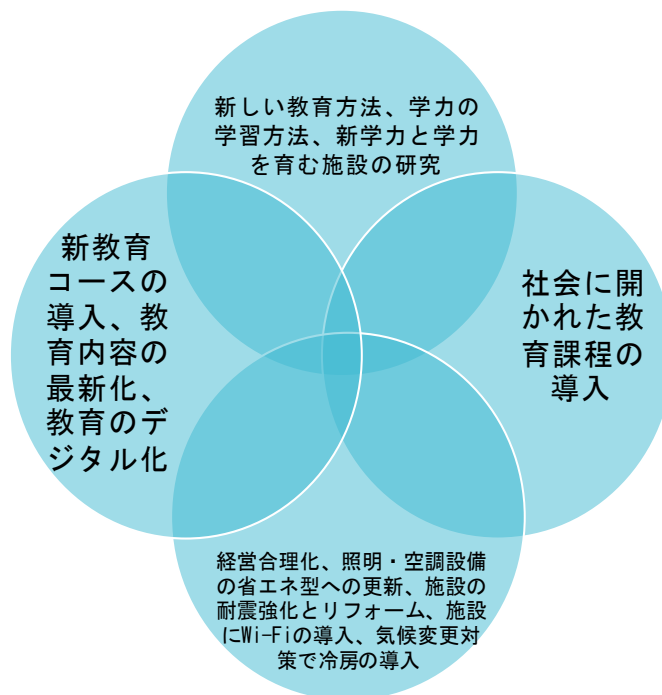 新しい教育方法、学力の
学習方法、新学力と学力
を育む施設の研究
新教育
コースの
導入、教
育内容の
最新化、
教育のデ
ジタル化
社会に開
かれた教
育課程の
導入
経営合理化、照明・空調設備
の省エネ型への更新、施設の
耐震強化とリフォーム、施設
にWi-Fiの導入、気候変更対
策で冷房の導入